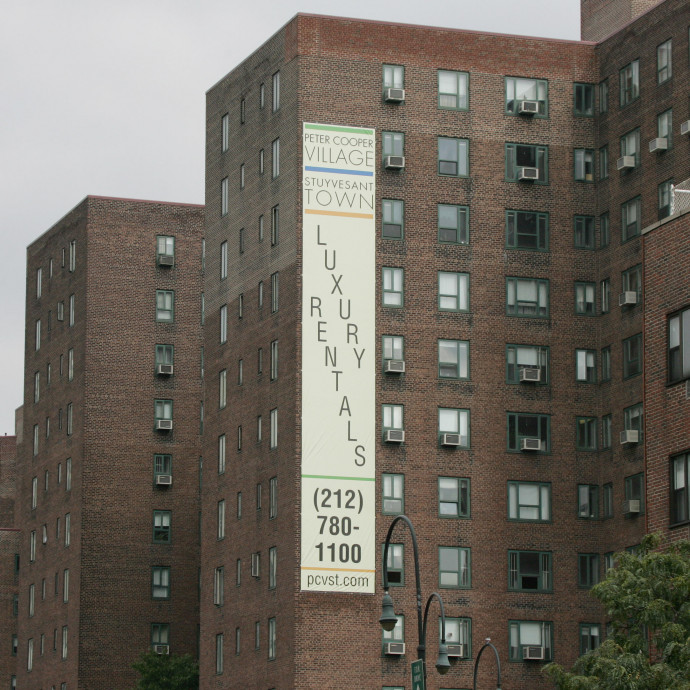 PETER COOPER
VILLAGE
STUYVESANT
TOWN
LUXURY
RENTALS
(212)
780-
1100
pcvst.com